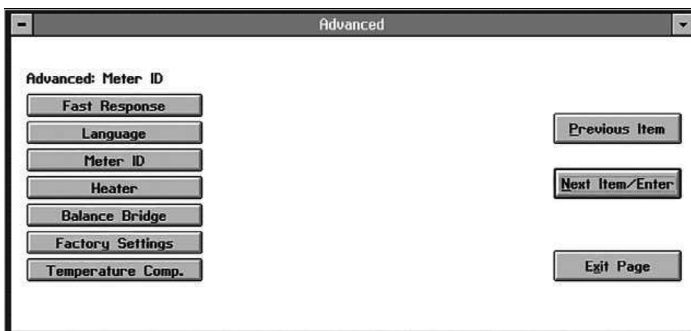 Advanced
Advanced: Meter ID
Fast Response
Language
Meter ID
Heater
Balance Bridge
Factory Settings
Temperature Comp.
Previous Item
Next Item/Enter
Exit Page